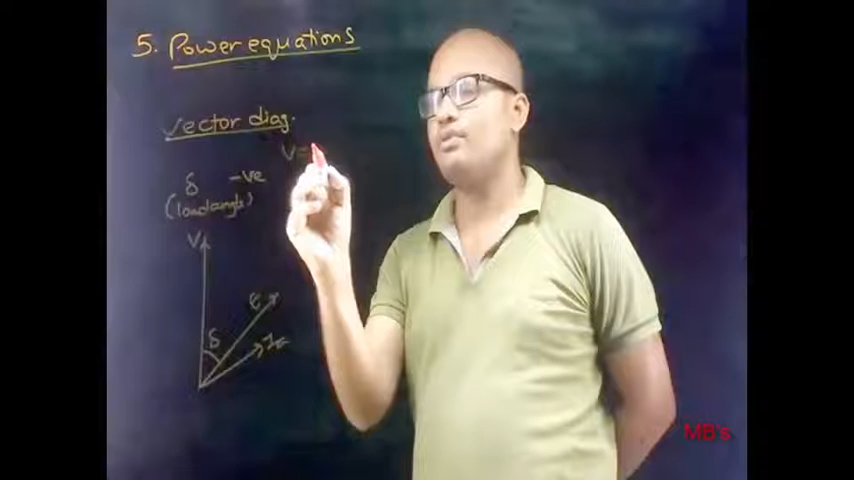 5. Power equations
Vector diag.
V =
δ -ve
(load angle)
V
E
δ
Ia
MB's